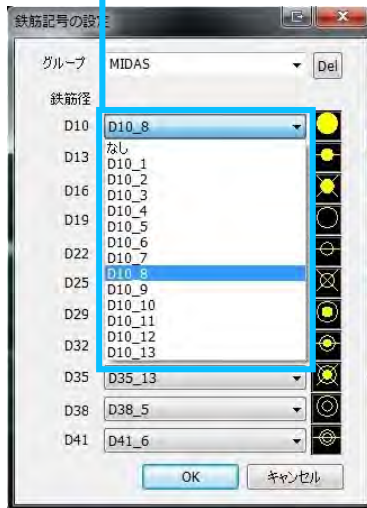 鉄筋記号の設定
グループ MIDAS Del
鉄筋径
D10 D10_8
D13 なし
D10_1
D16 D10_2
D10_3
D19 D10_4
D10_5
D22 D10_6
D10_7
D25 D10_8
D10_9
D29 D10_10
D10_11
D32 D10_12
D10_13
D35 D35_13
D38 D38_5
D41 D41_6
OK キャンセル